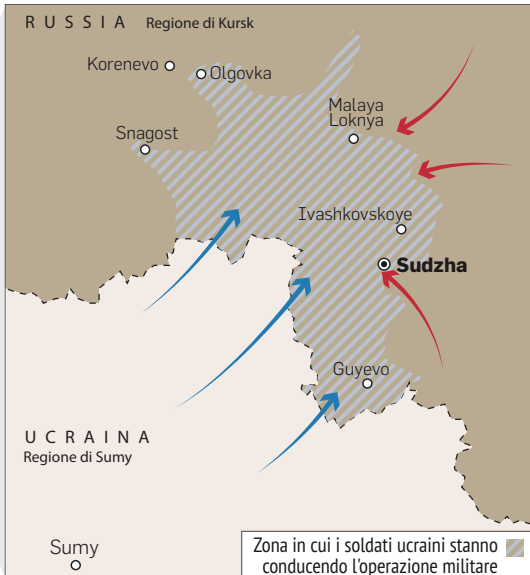 RUSSIA Regione di Kursk
Korenevo
Olgovka
Malaya
Loknya
Snagost
Ivashkovskoye
Sudzha
Guyevo
UCRAINA
Regione di Sumy
Sumy
Zona in cui i soldati ucraini stanno
conducendo l'operazione militare